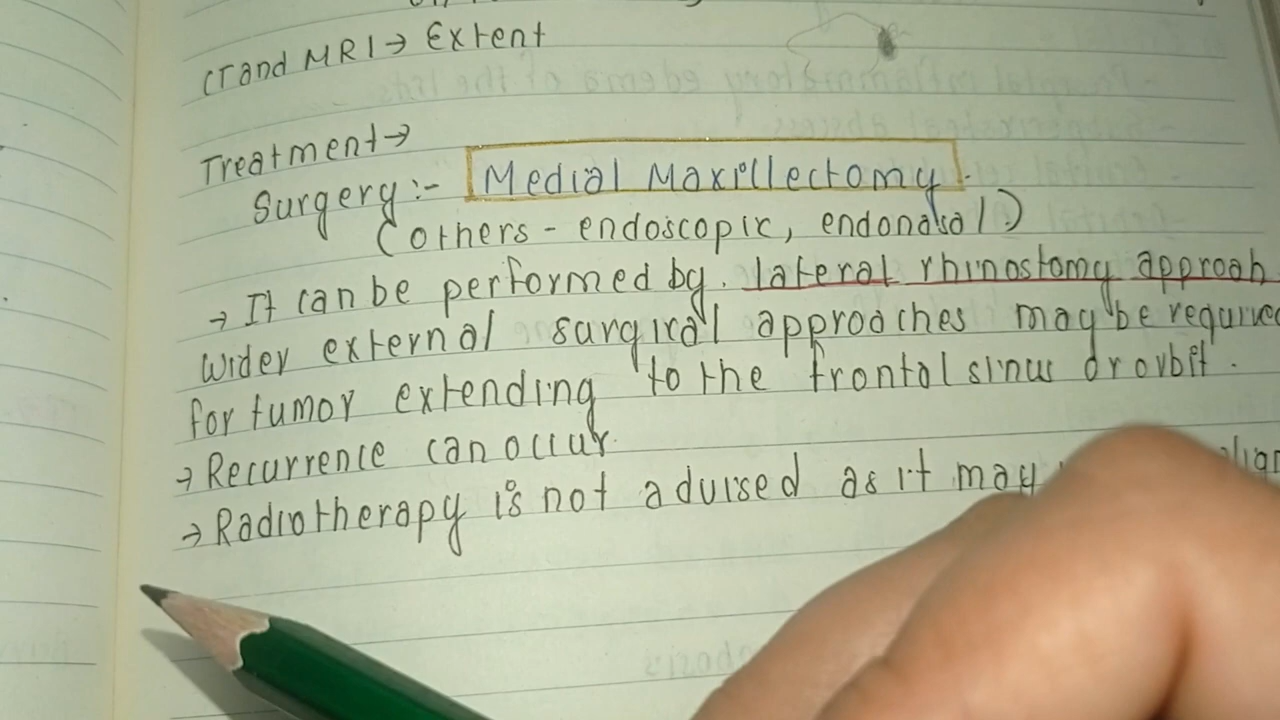 CT and MRI → Extent
Treatment →
Surgery :- Medial Maxillectomy.
(others - endoscopic, endonasal)
→ It can be performed by. lateral rhinostomy approah
wider external surgical approaches may be required
for tumor extending to the frontal sinus or orbit.
→ Recurrence can occur.
→ Radiotherapy is not advised as it may